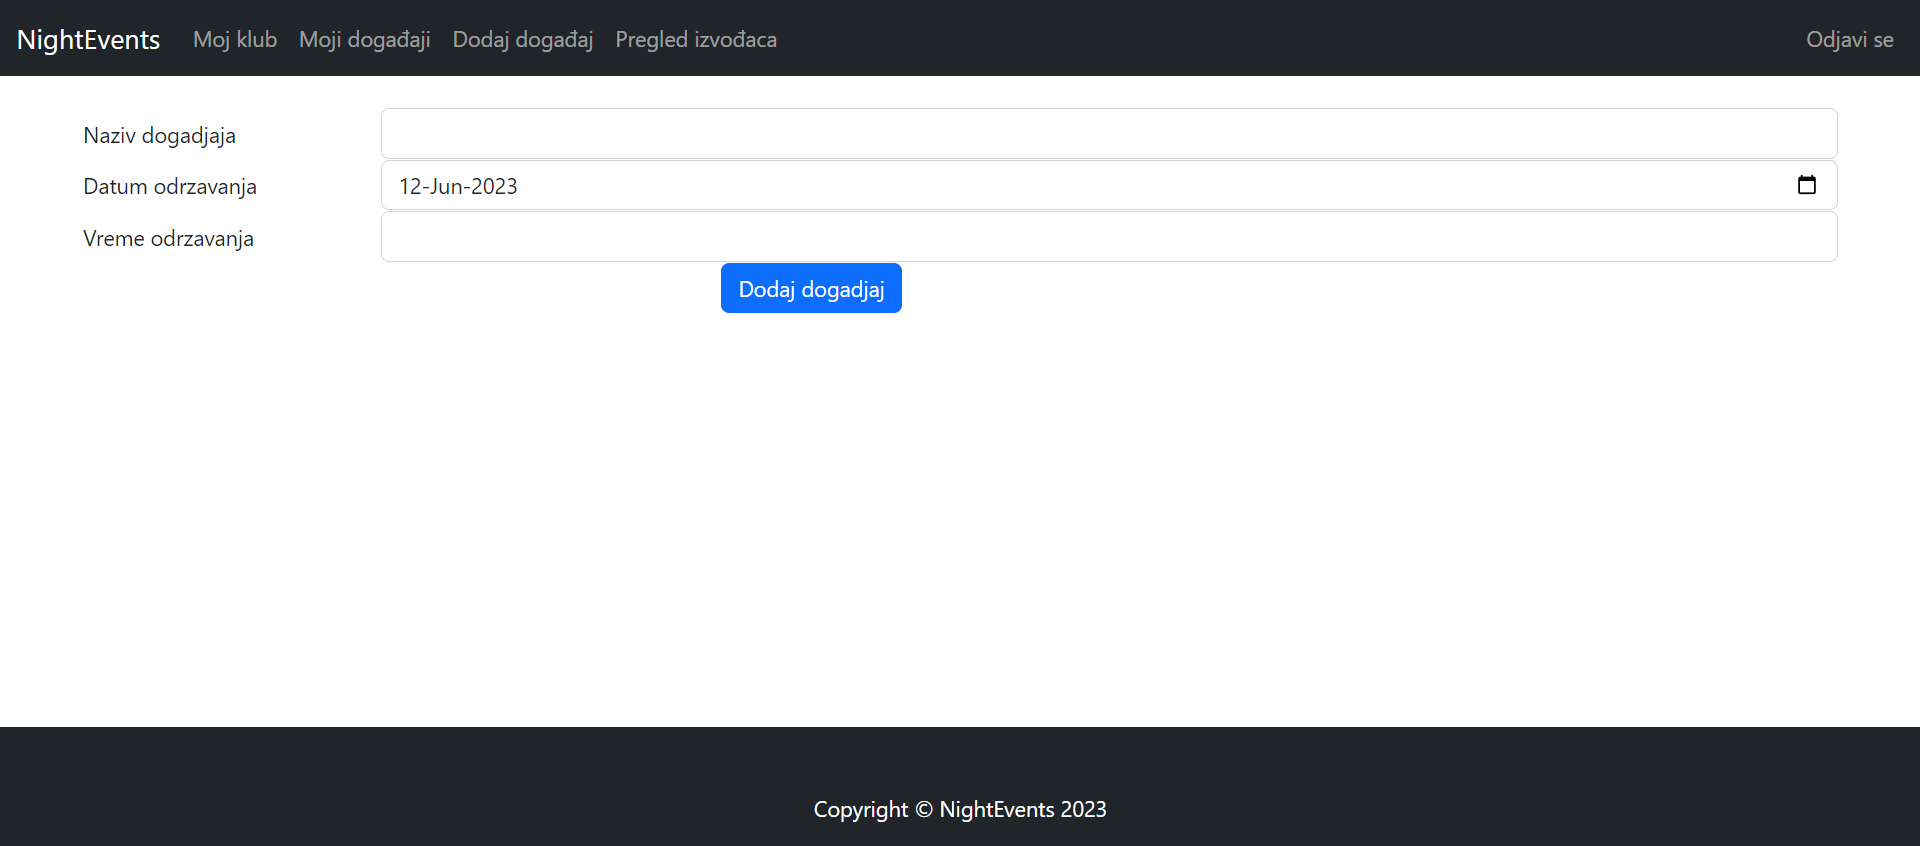 NightEvents Moj klub Moji događaji Dodaj događaj Pregled izvođaca Odjavi se
Naziv dogadjaja
Datum odrzavanja 12-Jun-2023
Vreme odrzavanja
Dodaj dogadjaj
Copyright © NightEvents 2023